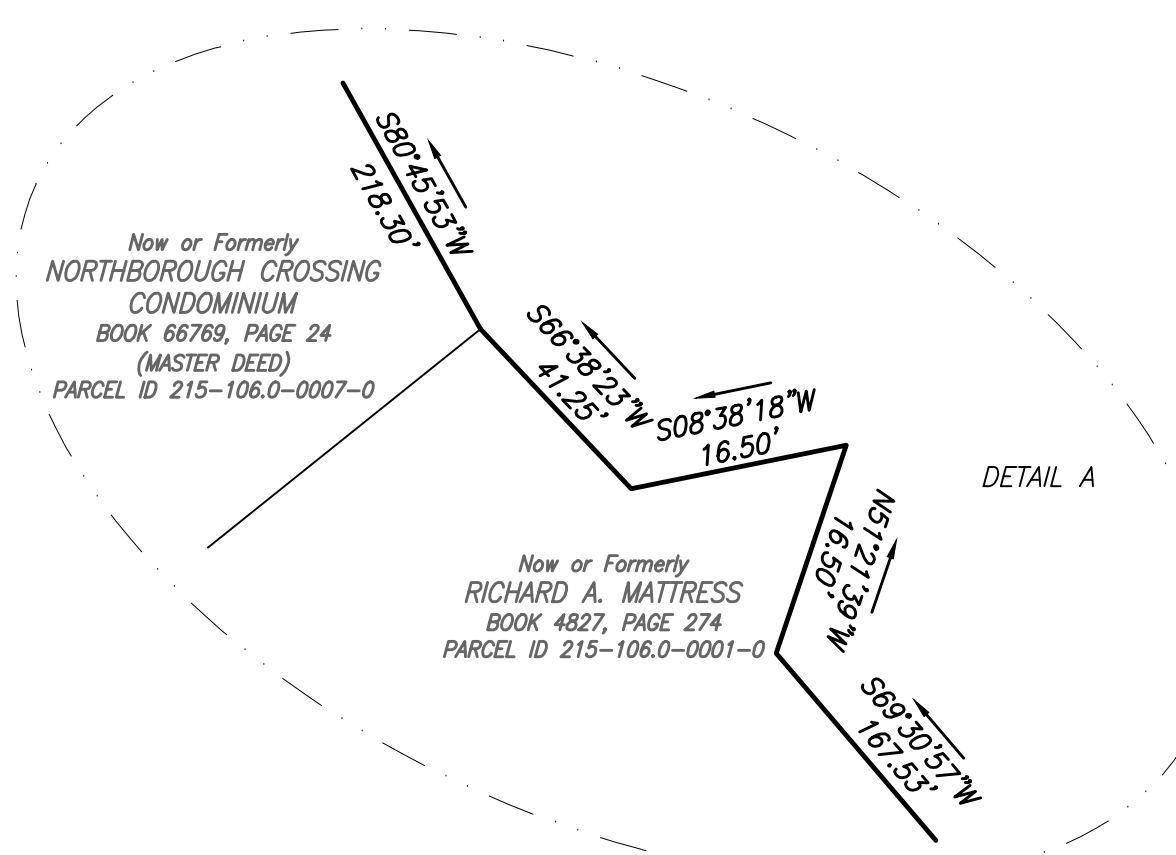 S80°45'53"W
218.30'
Now or Formerly
NORTHBOROUGH CROSSING
CONDOMINIUM
BOOK 66769, PAGE 24
(MASTER DEED)
PARCEL ID 215-106.0-0007-0
S66°38'23"W
41.25'
S08°38'18"W
16.50'
DETAIL A
N51°21'39"W
16.50'
Now or Formerly
RICHARD A. MATTRESS
BOOK 4827, PAGE 274
PARCEL ID 215-106.0-0001-0
S69°30'57"W
167.53'